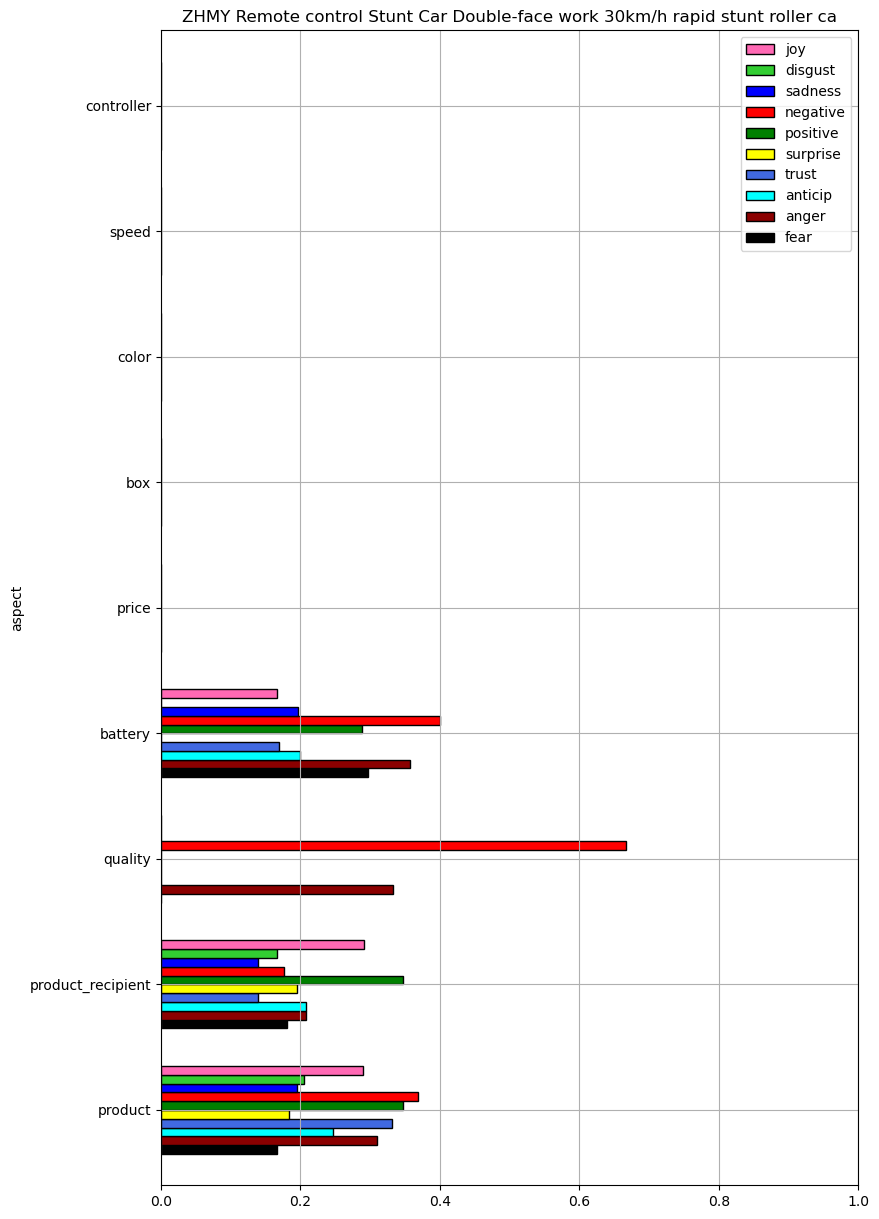 ZHMY Remote control Stunt Car Double-face work 30km/h rapid stunt roller ca
joy
disgust
sadness
negative
positive
surprise
trust
anticip
anger
fear
controller
speed
color
box
price
battery
quality
product_recipient
product
aspect
0.0 0.2 0.4 0.6 0.8 1.0